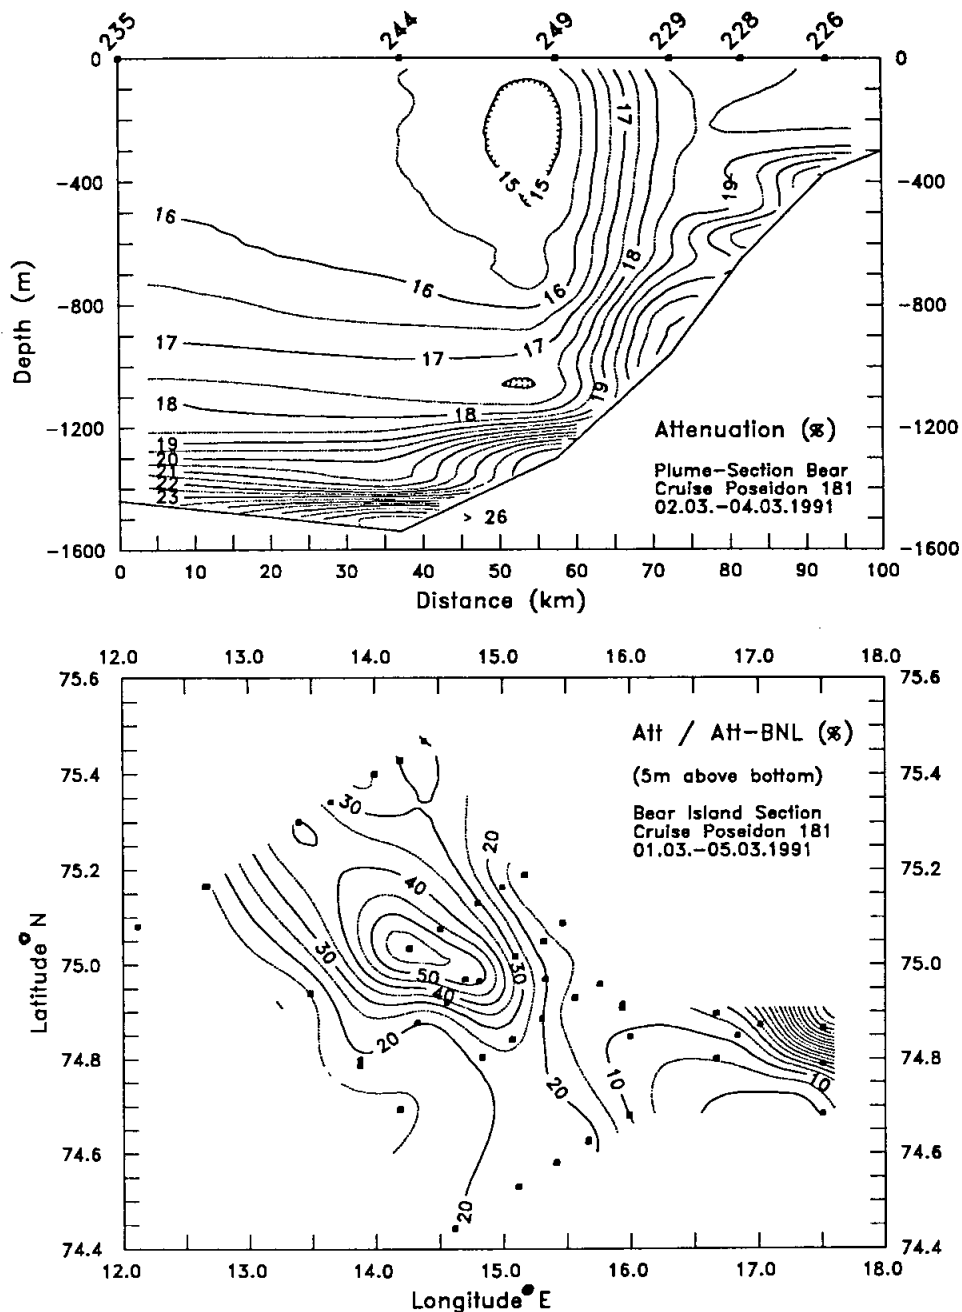 235 244 249 229 228 226
0 0
-400 -400
-800 -800
-1200 -1200
-1600 -1600
Depth (m)
15 15
17
16
19
18
16 16
17 17 17
18 18
19
19
20
21
22
23
> 26
Attenuation (%)
Plume-Section Bear
Cruise Poseidon 181
02.03.-04.03.1991
0 10 20 30 40 50 60 70 80 90 100
Distance (km)
12.0 13.0 14.0 15.0 16.0 17.0 18.0
75.6 75.6
75.4 75.4
75.2 75.2
75.0 75.0
74.8 74.8
74.6 74.6
74.4 74.4
Latitude° N
Att / Att-BNL (%)
(5m above bottom)
Bear Island Section
Cruise Poseidon 181
01.03.-05.03.1991
30
20
40
30
50
30
40
20
20
10
10
20
12.0 13.0 14.0 15.0 16.0 17.0 18.0
Longitude° E